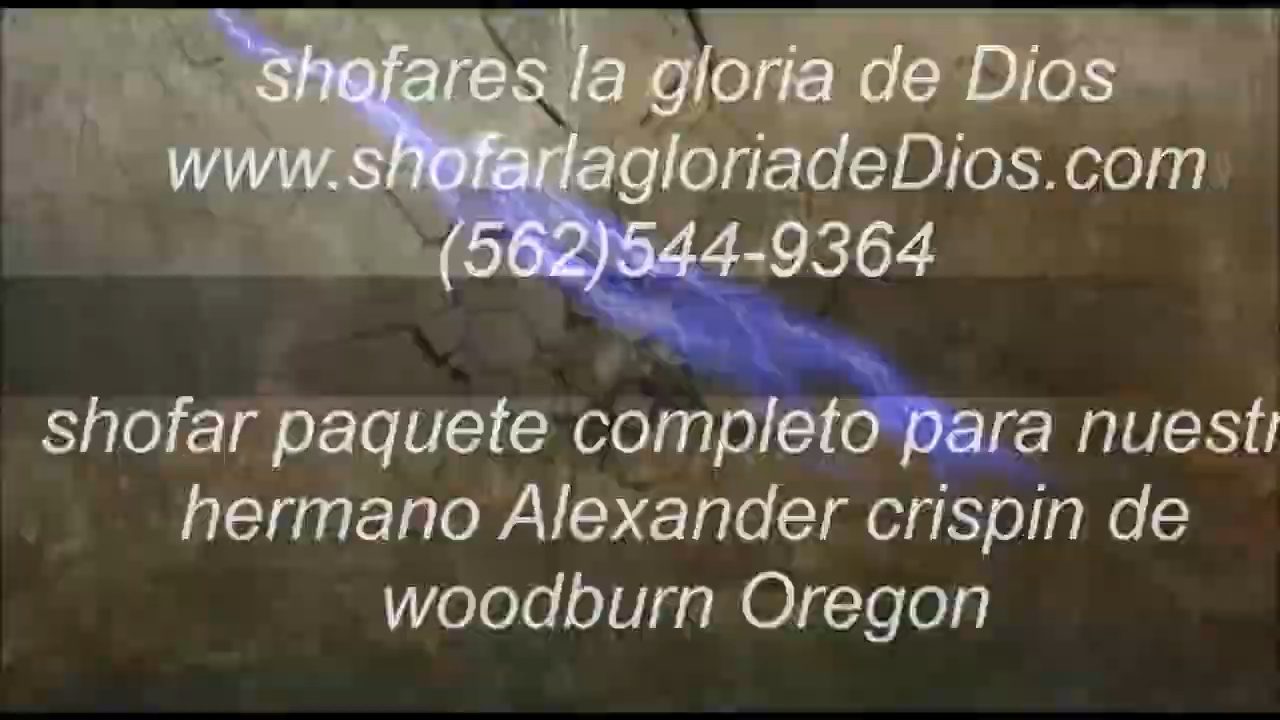 shofares la gloria de Dios
www.shofarlagloriadeDios.com
(562)544-9364
shofar paquete completo para nuestr
hermano Alexander crispin de
woodburn Oregon